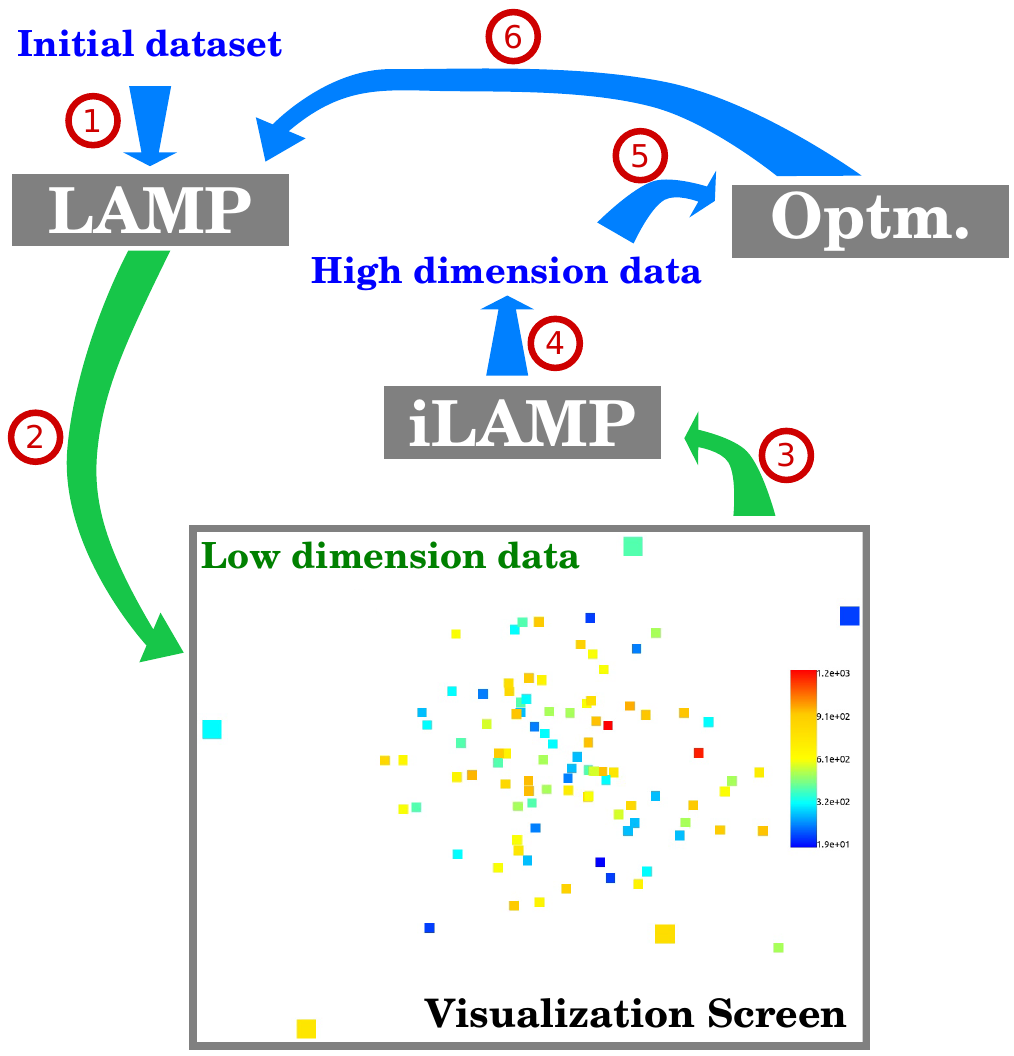 Initial dataset
6
1
5
LAMP
Optm.
High dimension data
4
iLAMP
2
3
Low dimension data
1.2e+03
9.1e+02
6.1e+02
3.2e+02
1.9e+01
Visualization Screen